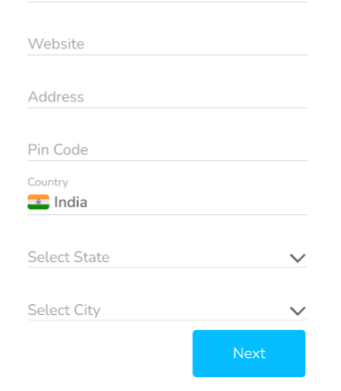 Website
Address
Pin Code
Country
India
Select State
Select City
Next